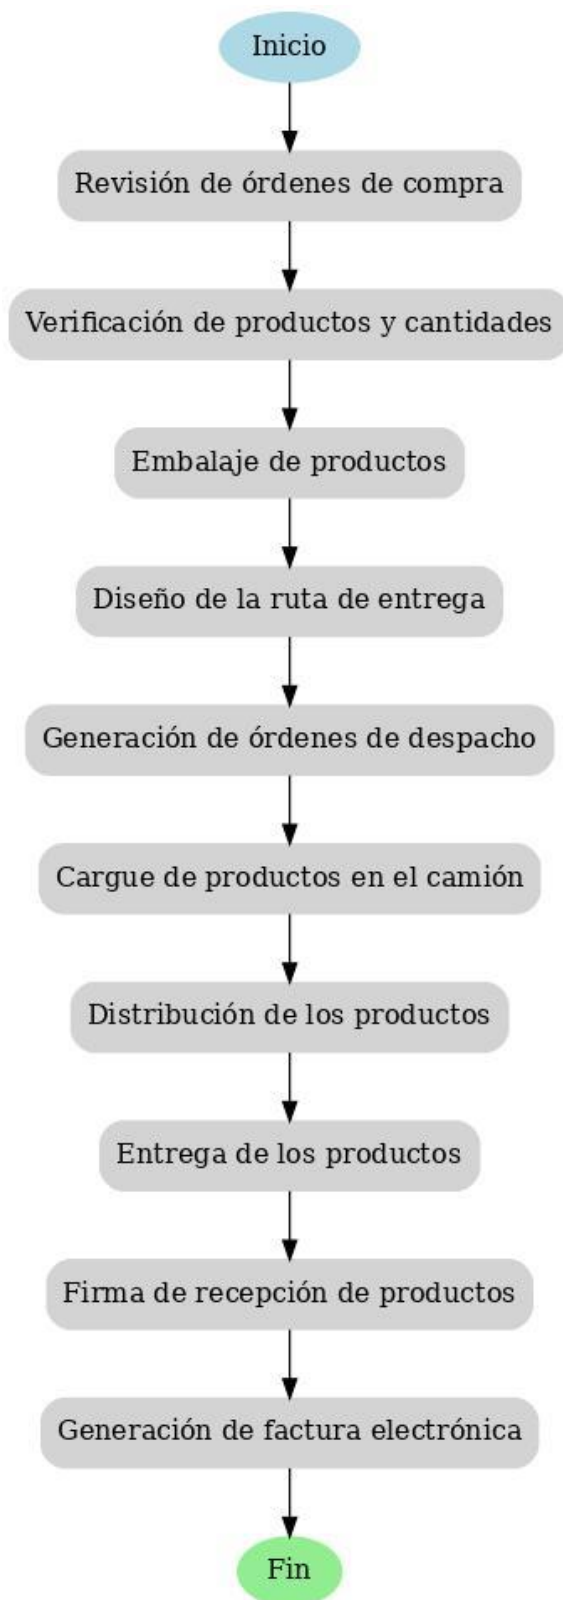 Inicio
Revisión de órdenes de compra
Verificación de productos y cantidades
Embalaje de productos
Diseño de la ruta de entrega
Generación de órdenes de despacho
Cargue de productos en el camión
Distribución de los productos
Entrega de los productos
Firma de recepción de productos
Generación de factura electrónica
Fin